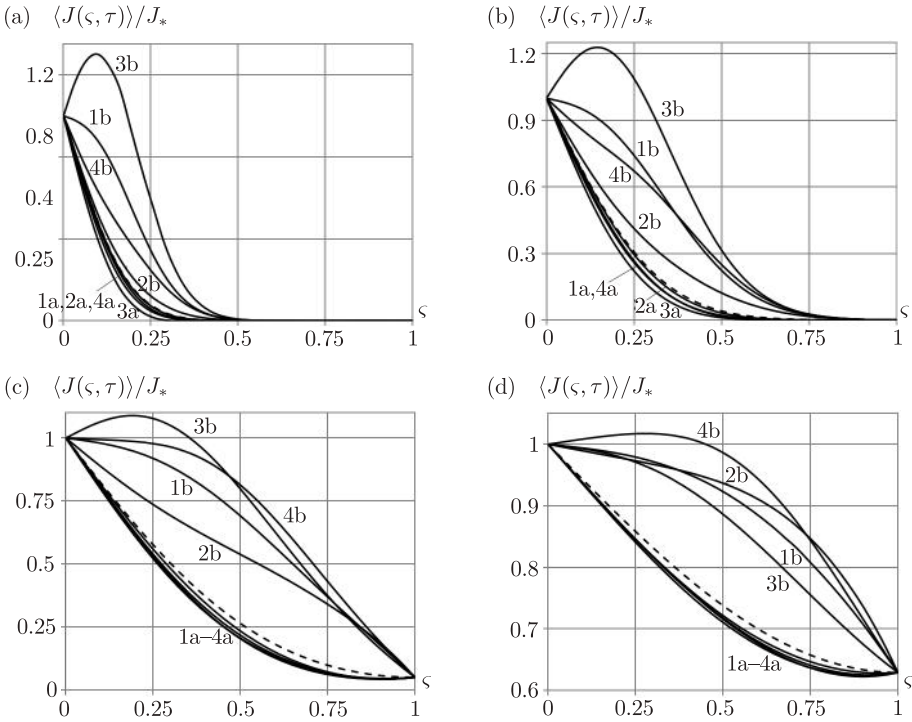 (a) ⟨J(ς, τ)⟩/J∗
1.2
0.8
0.4
0.25
0
3b
1b
4b
2b
1a,2a,4a
3a
ς
0 0.25 0.5 0.75 1
(b) ⟨J(ς, τ)⟩/J∗
1.2
0.9
0.6
0.3
0
3b
1b
4b
2b
1a,4a
2a 3a
ς
0 0.25 0.5 0.75 1
(c) ⟨J(ς, τ)⟩/J∗
1
0.75
0.5
0.25
0
3b
1b
4b
2b
1a–4a
ς
0 0.25 0.5 0.75 1
(d) ⟨J(ς, τ)⟩/J∗
1
0.9
0.8
0.7
0.6
4b
2b
1b
3b
1a–4a
ς
0 0.25 0.5 0.75 1